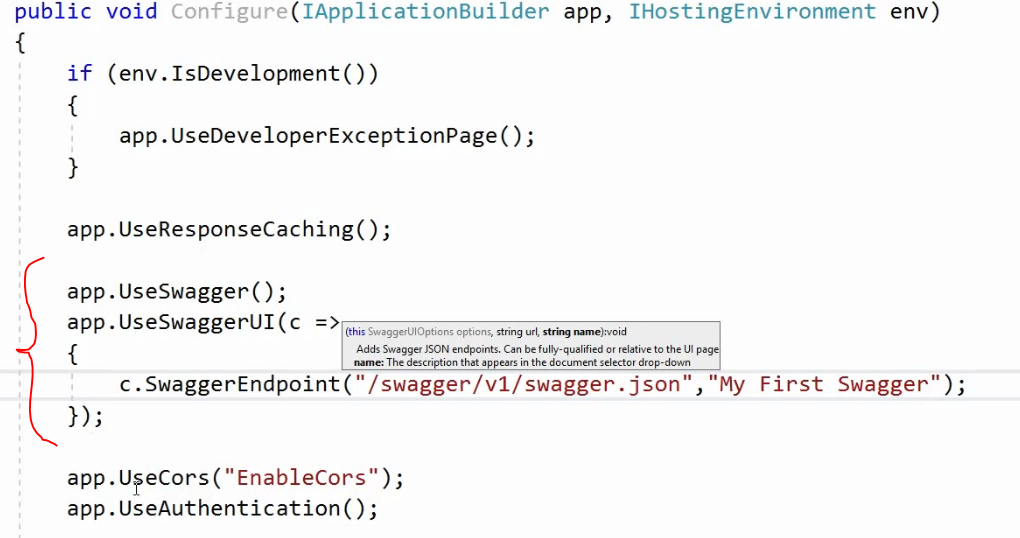 public void Configure(IApplicationBuilder app, IHostingEnvironment env)
{
if (env.IsDevelopment())
{
app.UseDeveloperExceptionPage();
}
app.UseResponseCaching();
app.UseSwagger();
app.UseSwaggerUI(c =>
(this SwaggerUIOptions options, string url, string name):void
Adds Swagger JSON endpoints. Can be fully-qualified or relative to the UI page
name: The description that appears in the document selector drop-down
{
c.SwaggerEndpoint("/swagger/v1/swagger.json","My First Swagger");
});
app.UseCors("EnableCors");
app.UseAuthentication();